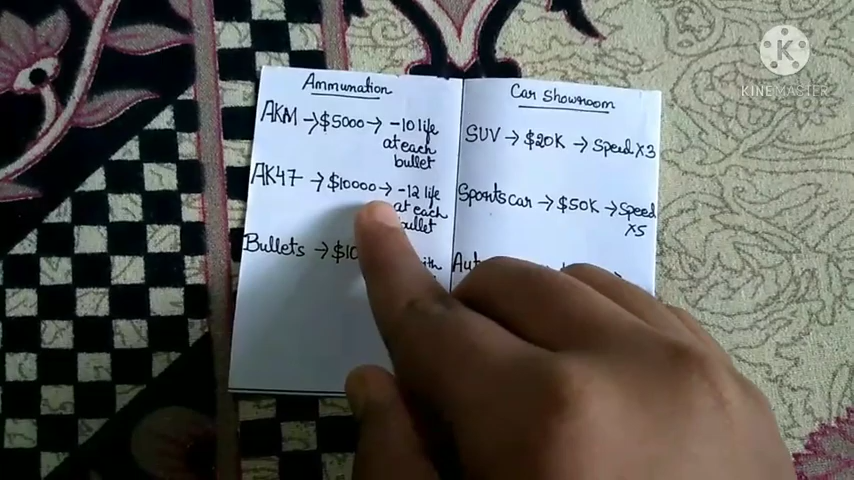 Ammunation
AKM → $5000 → -10 life
at each
bullet
AK47 → $10000 → -12 life
at each
bullet
Bullets →
Car Showroom
SUV → $20K → Speed X3
Sports car → $50K → Speed
X5
KINEMASTER